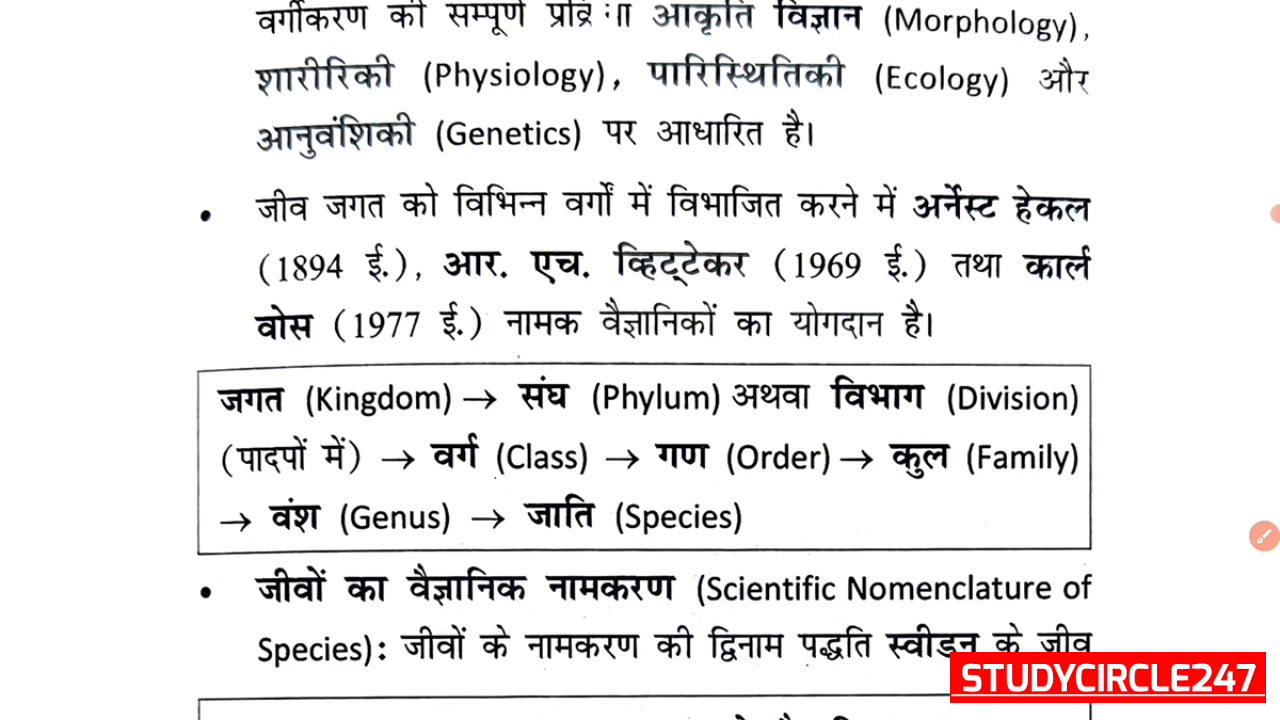 वर्गीकरण की सम्पूर्ण आकृति विज्ञान (Morphology),
शारीरिकी (Physiology), पारिस्थितिकी (Ecology) और
आनुवंशिकी (Genetics) पर आधारित है।
• जीव जगत को विभिन्न वर्गों में विभाजित करने में अर्नेस्ट हेकल
(1894 ई.), आर. एच. व्हिट्टेकर (1969 ई.) तथा कार्ल
वोस (1977 ई.) नामक वैज्ञानिकों का योगदान है।
जगत (Kingdom) → संघ (Phylum) अथवा विभाग (Division)
(पादपों में) → वर्ग (Class) → गण (Order) → कुल (Family)
→ वंश (Genus) → जाति (Species)
• जीवों का वैज्ञानिक नामकरण (Scientific Nomenclature of
Species): जीवों के नामकरण की द्विनाम पद्धति स्वीडन के जीव
STUDYCIRCLE247